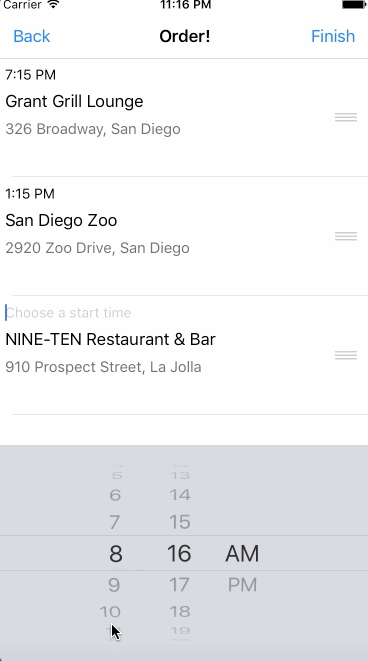 Carrier 11:16 PM
Back Order! Finish
7:15 PM
Grant Grill Lounge
326 Broadway, San Diego
1:15 PM
San Diego Zoo
2920 Zoo Drive, San Diego
Choose a start time
NINE-TEN Restaurant & Bar
910 Prospect Street, La Jolla
5 13
6 14
7 15
8 16 AM
9 17 PM
10 18
19